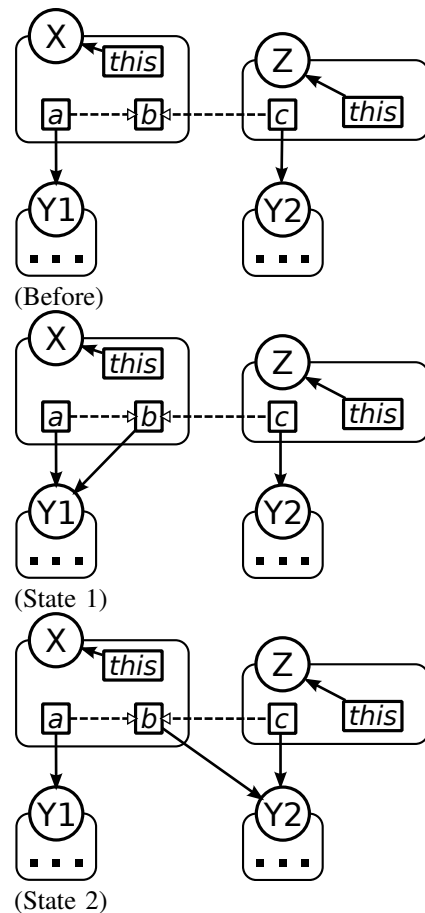 X
this
Z
this
a b c
Y1 Y2
(Before)
X
this
Z
this
a b c
Y1 Y2
(State 1)
X
this
Z
this
a b c
Y1 Y2
(State 2)